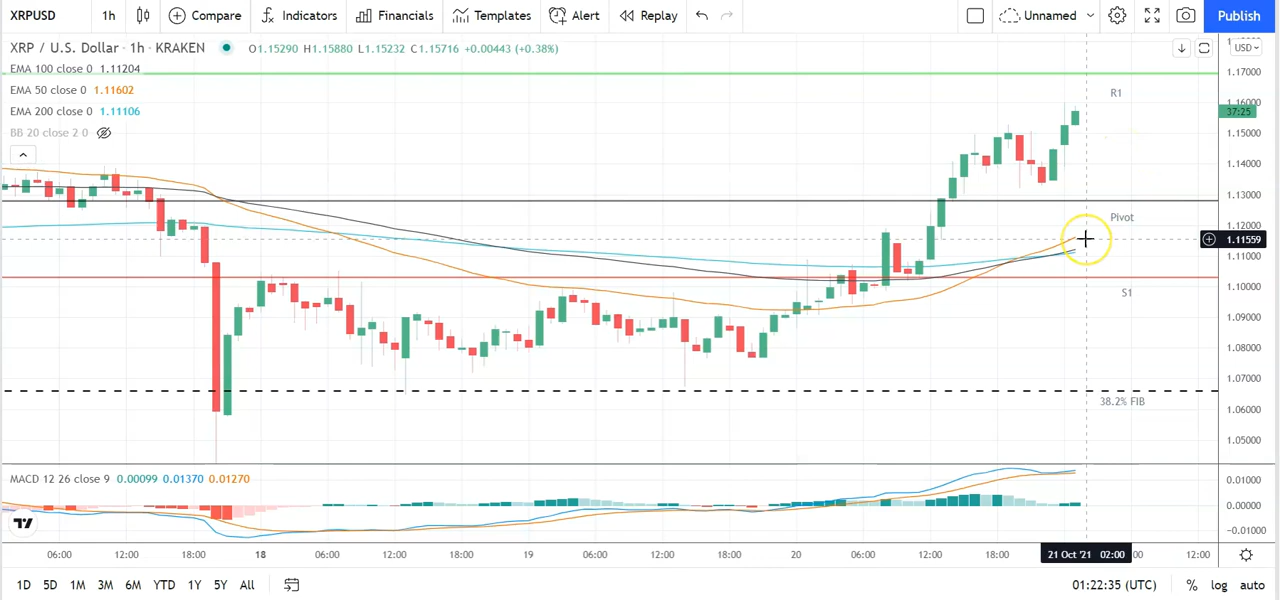 XRPUSD 1h Compare Indicators Financials Templates Alert Replay Unnamed Publish
XRP / U.S. Dollar · 1h · KRAKEN O1.15290 H1.15880 L1.15232 C1.15716 +0.00443 (+0.38%) USD
EMA 100 close 0 1.11204
1.17000
EMA 50 close 0 1.11602
R1
1.16000
EMA 200 close 0 1.11106
37:25
BB 20 close 2 0
1.15000
1.14000
1.13000
Pivot
1.12000
1.11559
1.11000
S1
1.10000
1.09000
1.08000
1.07000
38.2% FIB
1.06000
1.05000
MACD 12 26 close 9 0.00099 0.01370 0.01270
0.01000
0.00000
-0.01000
06:00 12:00 18:00 18 06:00 12:00 18:00 19 06:00 12:00 18:00 20 06:00 12:00 18:00 21 Oct '21 02:00 :00 12:00
1D 5D 1M 3M 6M YTD 1Y 5Y All 01:22:35 (UTC) % log auto